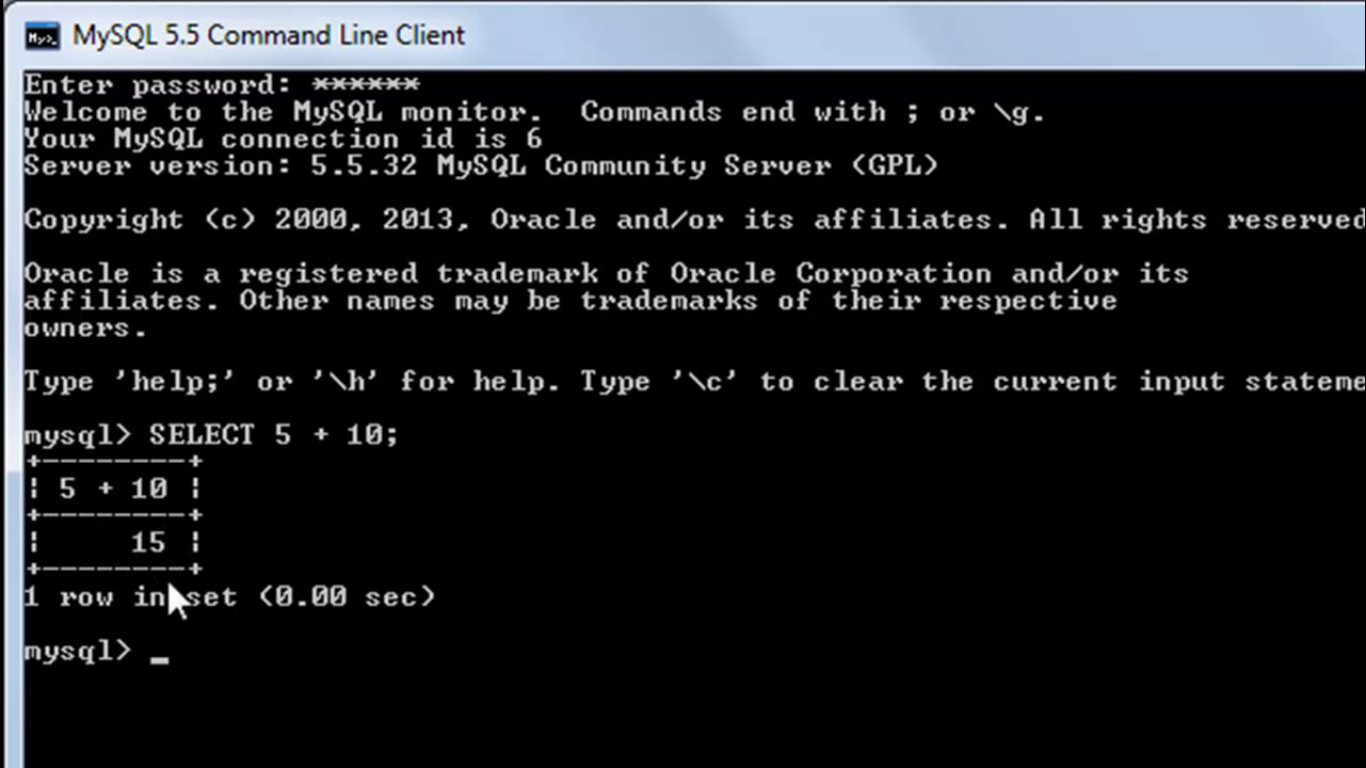 MySQL 5.5 Command Line Client
Enter password: ******
Welcome to the MySQL monitor.  Commands end with ; or \g.
Your MySQL connection id is 6
Server version: 5.5.32 MySQL Community Server (GPL)
Copyright (c) 2000, 2013, Oracle and/or its affiliates. All rights reserved
Oracle is a registered trademark of Oracle Corporation and/or its
affiliates. Other names may be trademarks of their respective
owners.
Type 'help;' or '\h' for help. Type '\c' to clear the current input stateme
mysql> SELECT 5 + 10;
+--------+
| 5 + 10 |
+--------+
|     15 |
+--------+
1 row in set (0.00 sec)
mysql> _